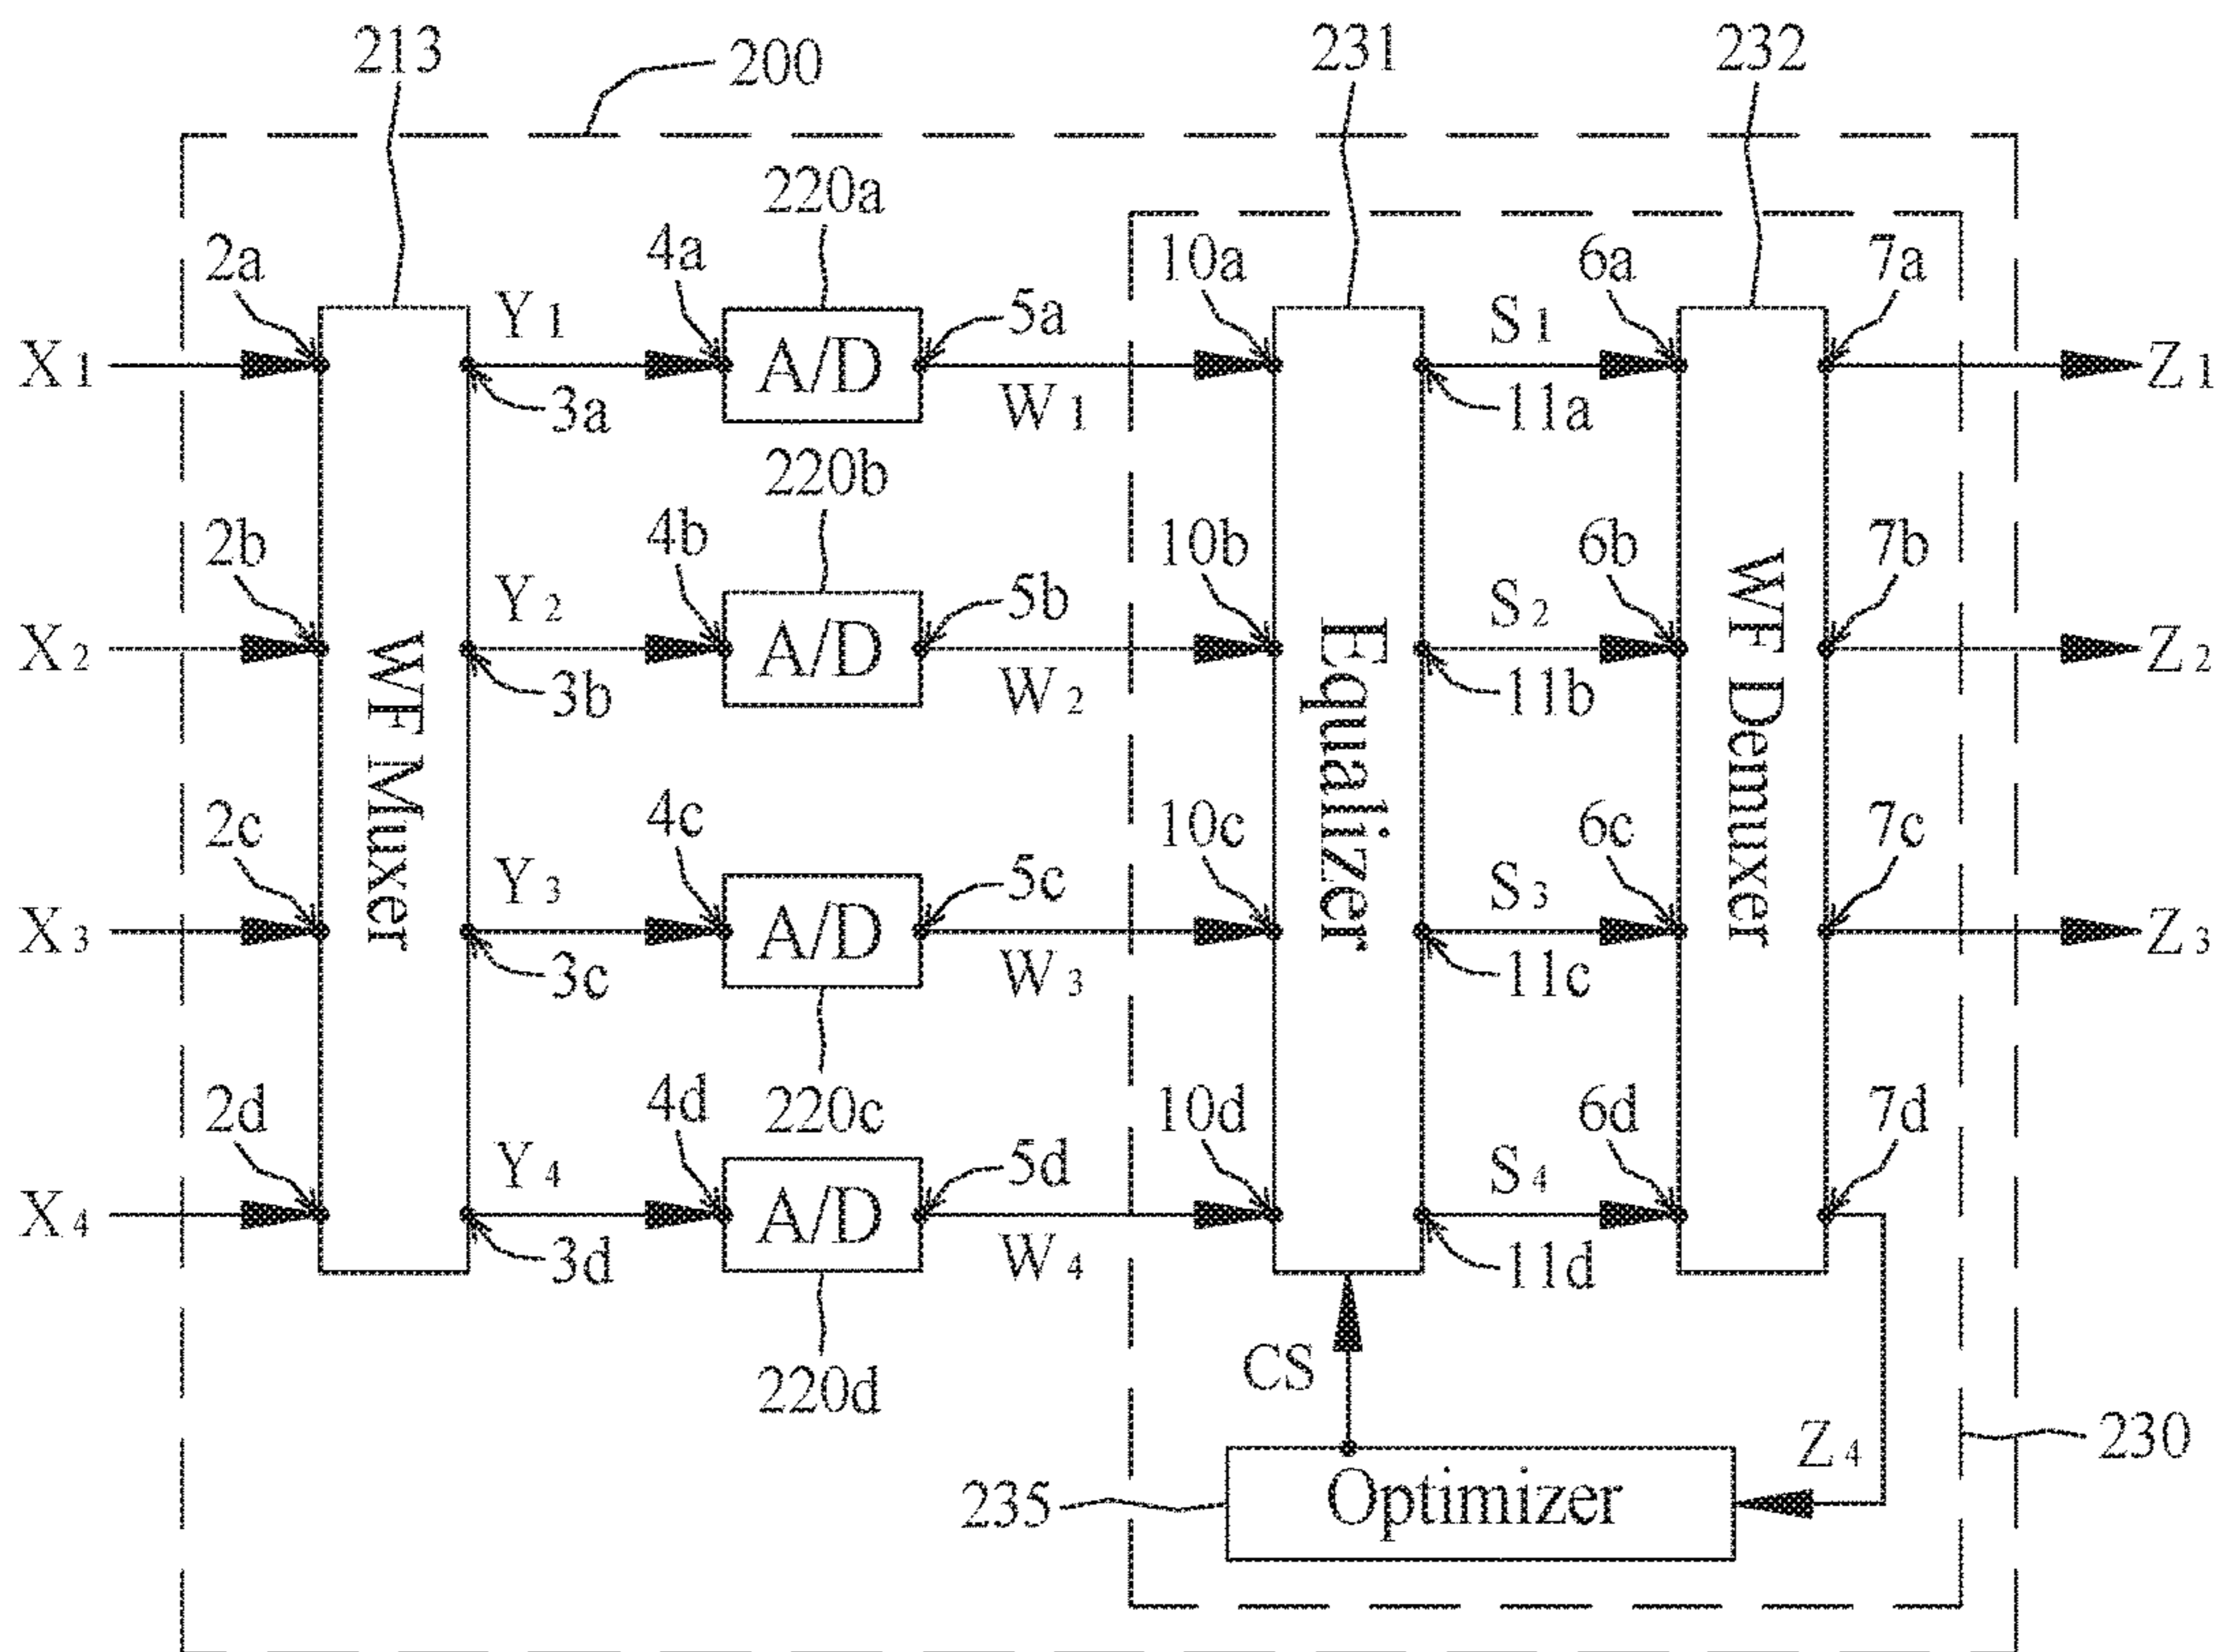 213
200
231
232
220a
2a
4a
10a
6a
7a
Y1
5a
S1
X1
A/D
Z1
3a
W1
11a
220b
2b
4b
10b
6b
7b
Y2
5b
S2
X2
A/D
Z2
3b
W2
11b
WF Muxer
Equalizer
WF Demuxer
2c
4c
10c
6c
7c
Y3
5c
S3
X3
A/D
Z3
3c
W3
11c
220c
2d
4d
10d
6d
7d
Y4
5d
S4
X4
A/D
3d
W4
11d
220d
CS
Z4
230
235
Optimizer